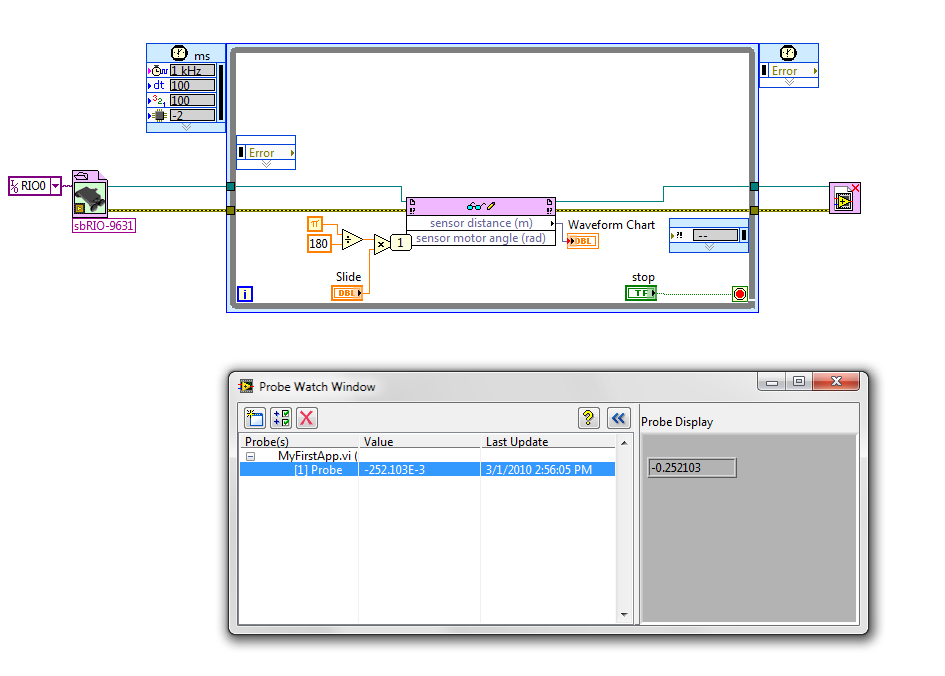 ms
1 kHz
dt 100
100
-2
Error
Error
I/O RIO0
sbRIO-9631
sensor distance (m)
sensor motor angle (rad)
Waveform Chart
DBL
?! --
π
180
÷
×
1
Slide
DBL
stop
TF
i
Probe Watch Window
Probe(s) Value Last Update
MyFirstApp.vi (
[1] Probe -252.103E-3 3/1/2010 2:56:05 PM
Probe Display
-0.252103